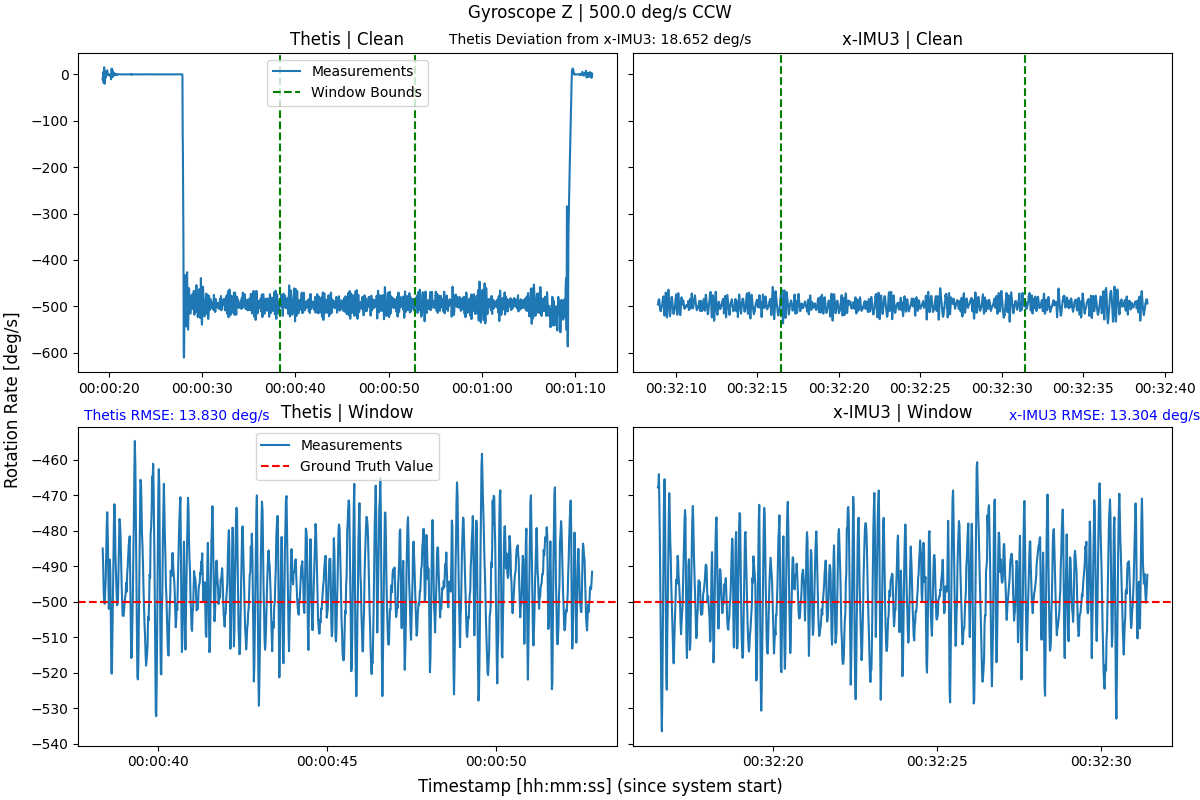 Gyroscope Z | 500.0 deg/s CCW
Thetis | Clean
Thetis Deviation from x-IMU3: 18.652 deg/s
x-IMU3 | Clean
Measurements
Window Bounds
0
−100
−200
−300
−400
−500
−600
00:00:20 00:00:30 00:00:40 00:00:50 00:01:00 00:01:10
00:32:10 00:32:15 00:32:20 00:32:25 00:32:30 00:32:35 00:32:40
Rotation Rate [deg/s]
Thetis RMSE: 13.830 deg/s
Thetis | Window
x-IMU3 | Window
x-IMU3 RMSE: 13.304 deg/s
Measurements
Ground Truth Value
−460
−470
−480
−490
−500
−510
−520
−530
−540
00:00:40 00:00:45 00:00:50
00:32:20 00:32:25 00:32:30
Timestamp [hh:mm:ss] (since system start)